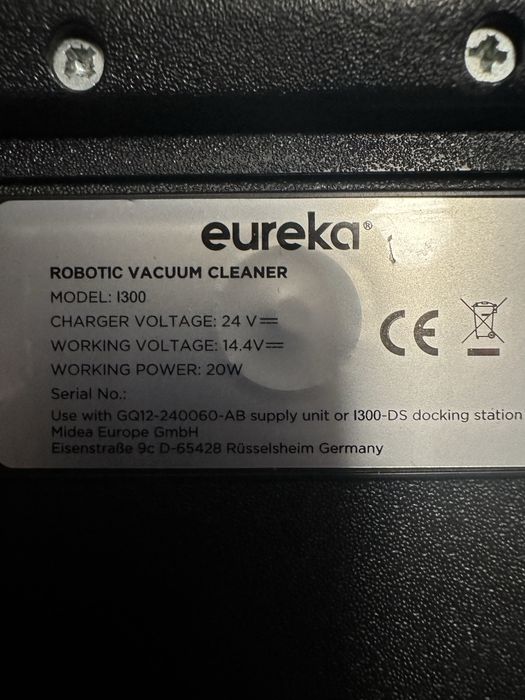 eureka®
ROBOTIC VACUUM CLEANER
MODEL: I300
CHARGER VOLTAGE: 24 V⎓
WORKING VOLTAGE: 14.4V⎓
WORKING POWER: 20W
Serial No.:
Use with GQ12-240060-AB supply unit or I300-DS docking station
Midea Europe GmbH
Eisenstraße 9c D-65428 Rüsselsheim Germany
CE